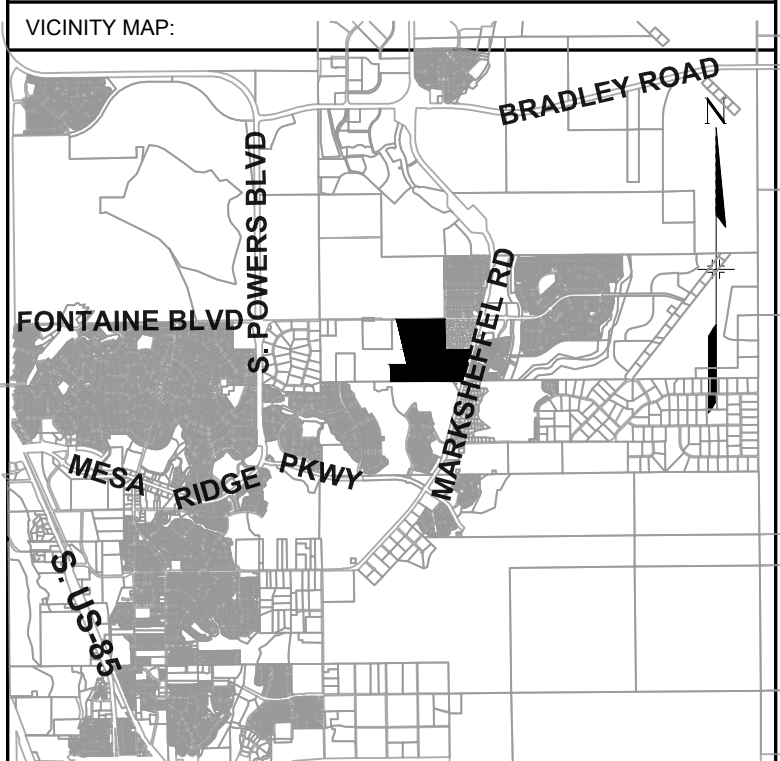 VICINITY MAP:
BRADLEY ROAD
N
S. POWERS BLVD
MARKSHEFFEL RD
FONTAINE BLVD
MESA RIDGE PKWY
S. US-85